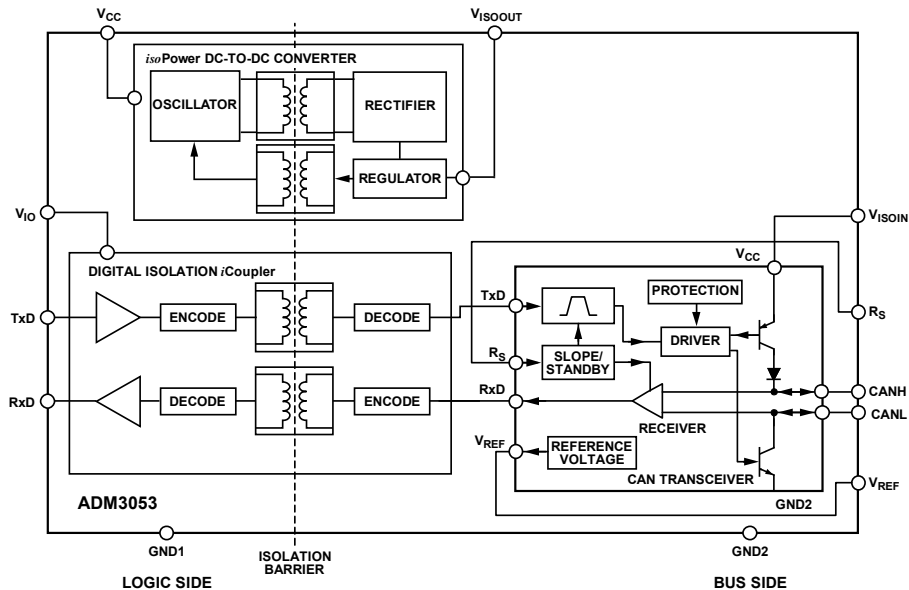 VCC
VISOOUT
isoPower DC-TO-DC CONVERTER
OSCILLATOR
RECTIFIER
REGULATOR
VIO
VISOIN
DIGITAL ISOLATION iCoupler
VCC
TxD
ENCODE
DECODE
TxD
PROTECTION
DRIVER
RS
RS
SLOPE/
STANDBY
RxD
DECODE
ENCODE
RxD
CANH
CANL
RECEIVER
VREF
REFERENCE
VOLTAGE
CAN TRANSCEIVER
VREF
GND2
ADM3053
GND1
ISOLATION
BARRIER
GND2
LOGIC SIDE
BUS SIDE